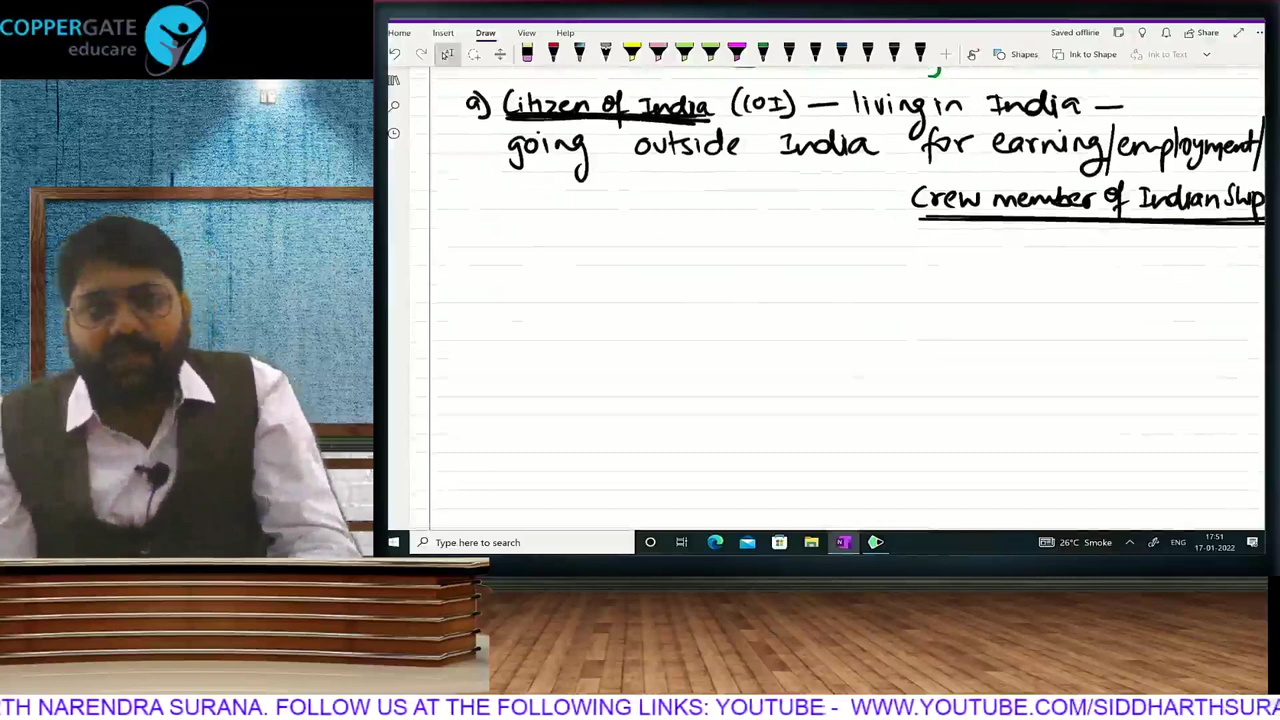 COPPERGATE
educare
Home Insert Draw View Help
Saved offline
Share
Shapes
Ink to Shape
Ink to Text
a) Citizen of India (COI) — living in India —
going outside India for earning/employment/
Crew member of Indian Ship
Type here to search
26°C Smoke
ENG
17:51
17-01-2022
RTH NARENDRA SURANA. FOLLOW US AT THE FOLLOWING LINKS: YOUTUBE - WWW.YOUTUBE.COM/SIDDHARTHSURA